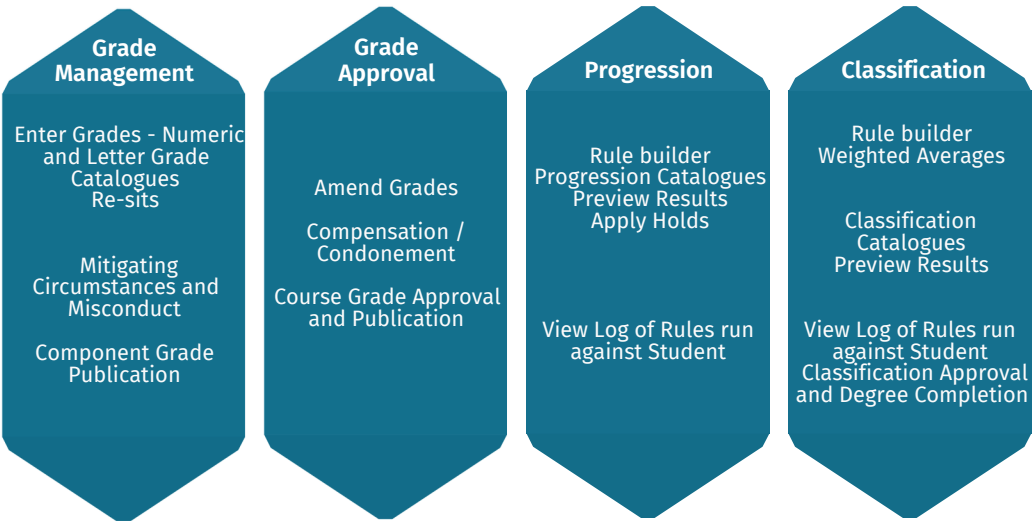 Grade
Management
Enter Grades - Numeric
and Letter Grade
Catalogues
Re-sits
Mitigating
Circumstances and
Misconduct
Component Grade
Publication
Grade
Approval
Amend Grades
Compensation /
Condonement
Course Grade Approval
and Publication
Progression
Rule builder
Progression Catalogues
Preview Results
Apply Holds
View Log of Rules run
against Student
Classification
Rule builder
Weighted Averages
Classification
Catalogues
Preview Results
View Log of Rules run
against Student
Classification Approval
and Degree Completion